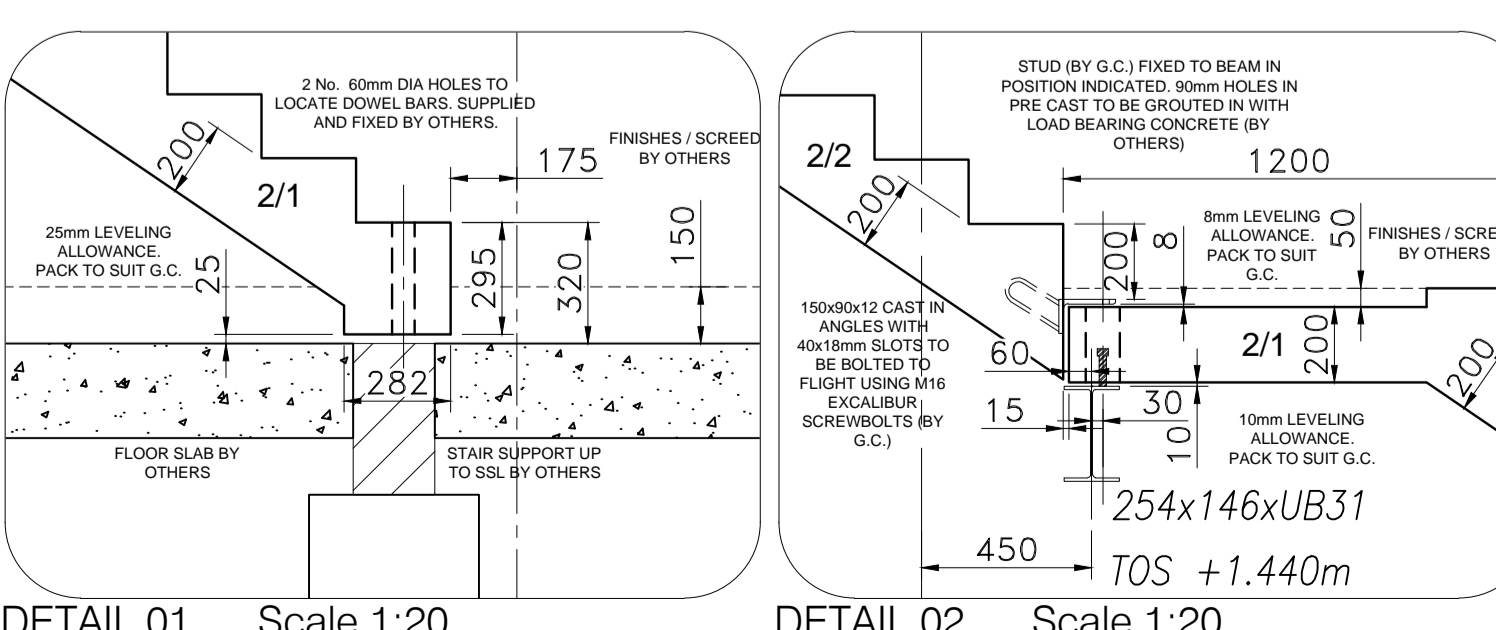 2 No. 60mm DIA HOLES TO
LOCATE DOWEL BARS. SUPPLIED
AND FIXED BY OTHERS.
FINISHES / SCREED
BY OTHERS
175
200
2/1
25mm LEVELING
ALLOWANCE.
PACK TO SUIT G.C.
25
295
320
150
282
FLOOR SLAB BY
OTHERS
STAIR SUPPORT UP
TO SSL BY OTHERS
DETAIL 01 Scale 1:20
STUD (BY G.C.) FIXED TO BEAM IN
POSITION INDICATED. 90mm HOLES IN
PRE CAST TO BE GROUTED IN WITH
LOAD BEARING CONCRETE (BY
OTHERS)
1200
2/2
200
200
8
8mm LEVELING
ALLOWANCE.
PACK TO SUIT
G.C.
50
FINISHES / SCRE
BY OTHERS
150x90x12 CAST IN
ANGLES WITH
40x18mm SLOTS TO
BE BOLTED TO
FLIGHT USING M16
EXCALIBUR
SCREWBOLTS (BY
G.C.)
60
2/1
200
200
15
30
10
10mm LEVELING
ALLOWANCE.
PACK TO SUIT G.C.
254x146xUB31
450
TOS +1.440m
DETAIL 02 Scale 1:20